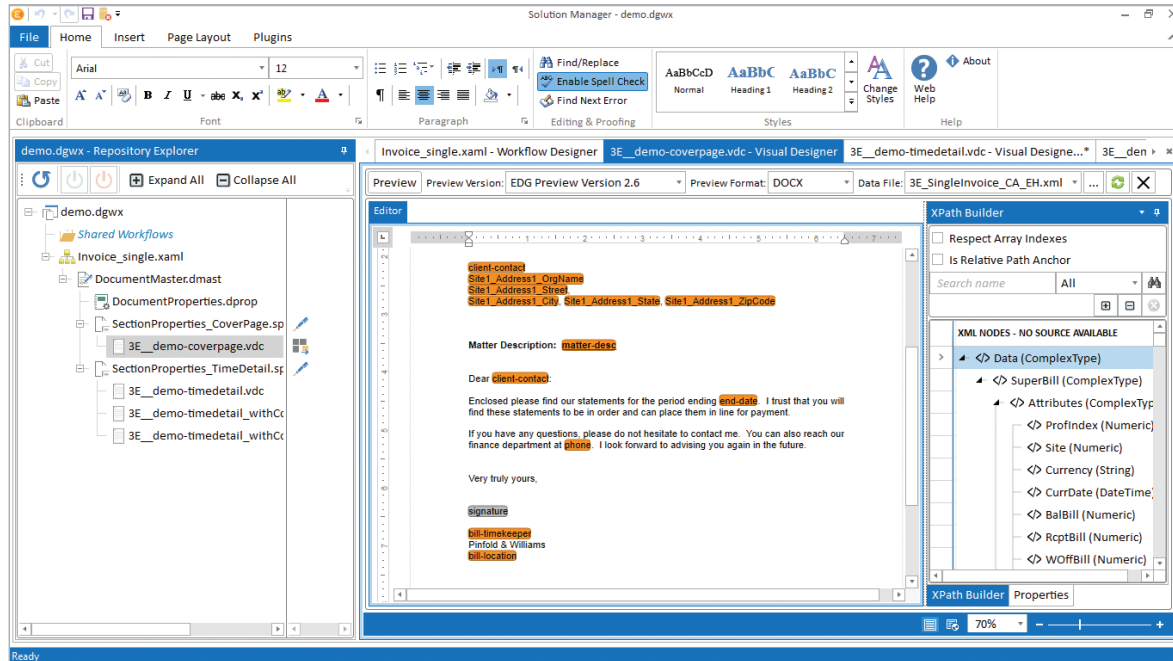 Solution Manager - demo.dgwx
File Home Insert Page Layout Plugins
Cut
Copy
Paste
Clipboard
Arial 12
B I U abc X, X² ab A
Font
Paragraph
Find/Replace
Enable Spell Check
Find Next Error
Editing & Proofing
AaBbCcD AaBbC AaBbC
Normal Heading 1 Heading 2
Change
Styles
Styles
Web
Help
About
Help
demo.dgwx - Repository Explorer
Expand All Collapse All
demo.dgwx
Shared Workflows
Invoice_single.xaml
DocumentMaster.dmast
DocumentProperties.dprop
SectionProperties_CoverPage.sp
3E__demo-coverpage.vdc
SectionProperties_TimeDetail.sp
3E__demo-timedetail.vdc
3E__demo-timedetail_withCo
3E__demo-timedetail_withCo
Invoice_single.xaml - Workflow Designer 3E__demo-coverpage.vdc - Visual Designer 3E__demo-timedetail.vdc - Visual Designe...* 3E__den
Preview Preview Version: EDG Preview Version 2.6 Preview Format: DOCX Data File: 3E_SingleInvoice_CA_EH.xml ...
Editor
1 2 3 4 5 6 7
client-contact
Site1_Address1_OrgName
Site1_Address1_Street,
Site1_Address1_City, Site1_Address1_State, Site1_Address1_ZipCode
Matter Description: matter-desc
Dear client-contact:
Enclosed please find our statements for the period ending end-date. I trust that you will
find these statements to be in order and can place them in line for payment.
If you have any questions, please do not hesitate to contact me. You can also reach our
finance department at phone. I look forward to advising you again in the future.
Very truly yours,
signature
bill-timekeeper
Pinfold & Williams
bill-location
XPath Builder
Respect Array Indexes
Is Relative Path Anchor
Search name All
XML NODES - NO SOURCE AVAILABLE
</> Data (ComplexType)
</> SuperBill (ComplexType)
</> Attributes (ComplexTyp
</> ProfIndex (Numeric)
</> Site (Numeric)
</> Currency (String)
</> CurrDate (DateTime)
</> BalBill (Numeric)
</> RcptBill (Numeric)
</> WOffBill (Numeric)
XPath Builder Properties
70%
Ready